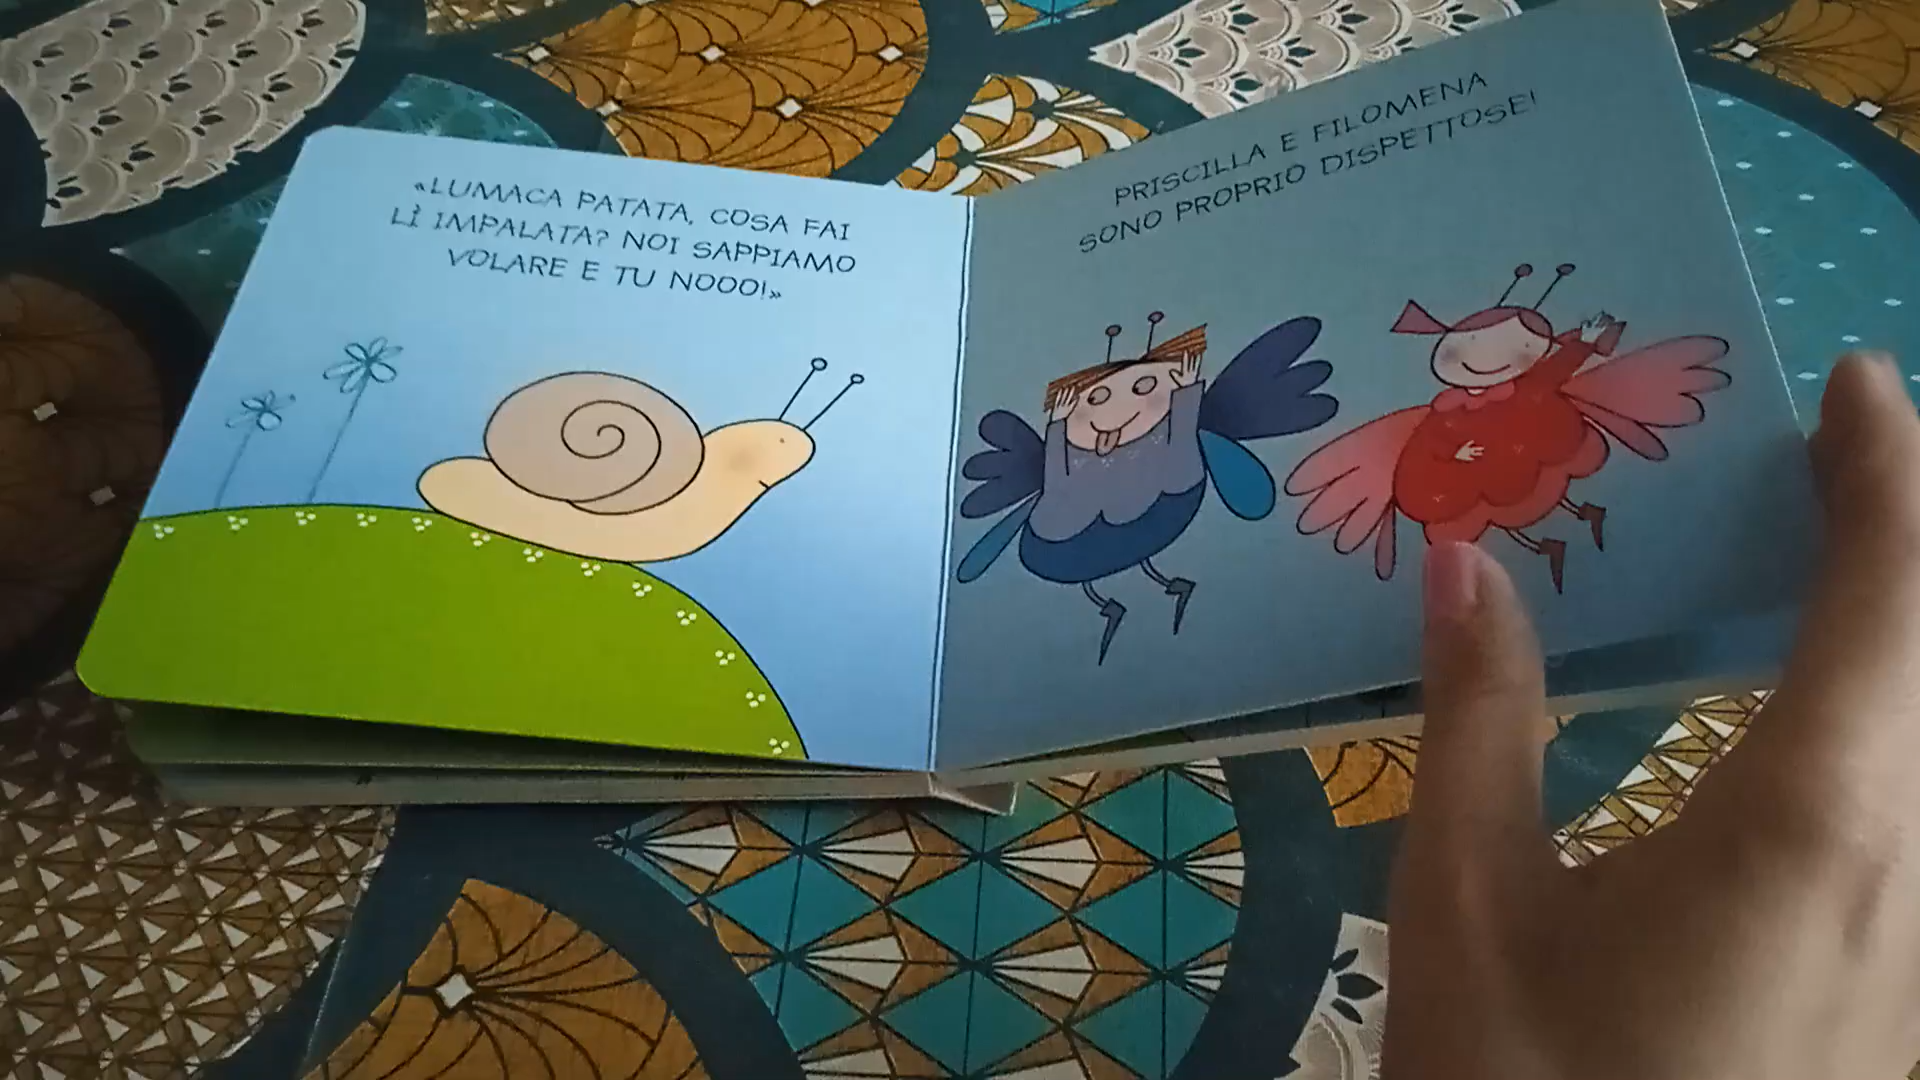 «LUMACA PATATA, COSA FAI
LÌ IMPALATA? NOI SAPPIAMO
VOLARE E TU NOOO!»
PRISCILLA E FILOMENA
SONO PROPRIO DISPETTOSE!